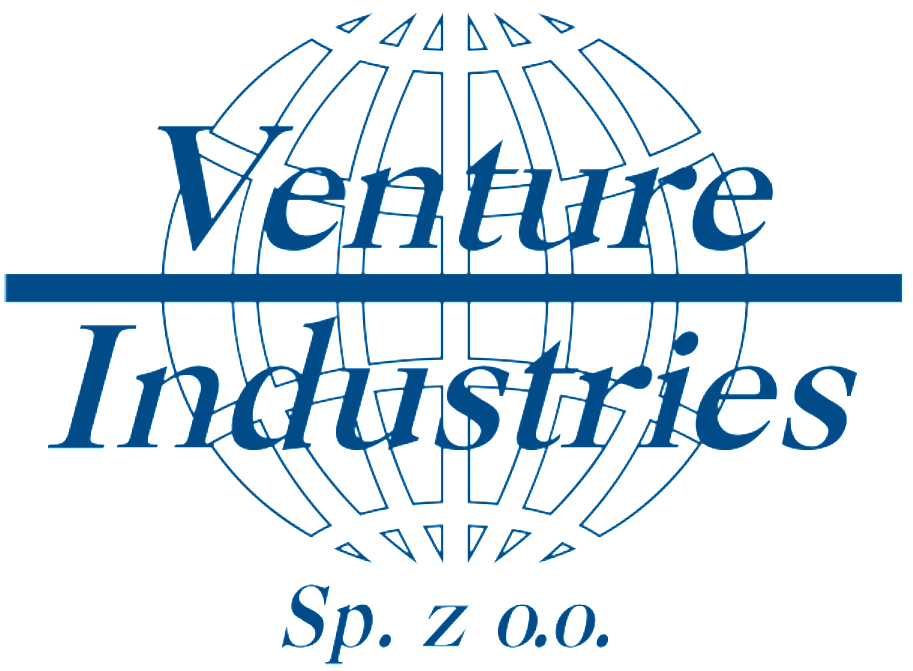 Venture
Industries
Sp. z o.o.